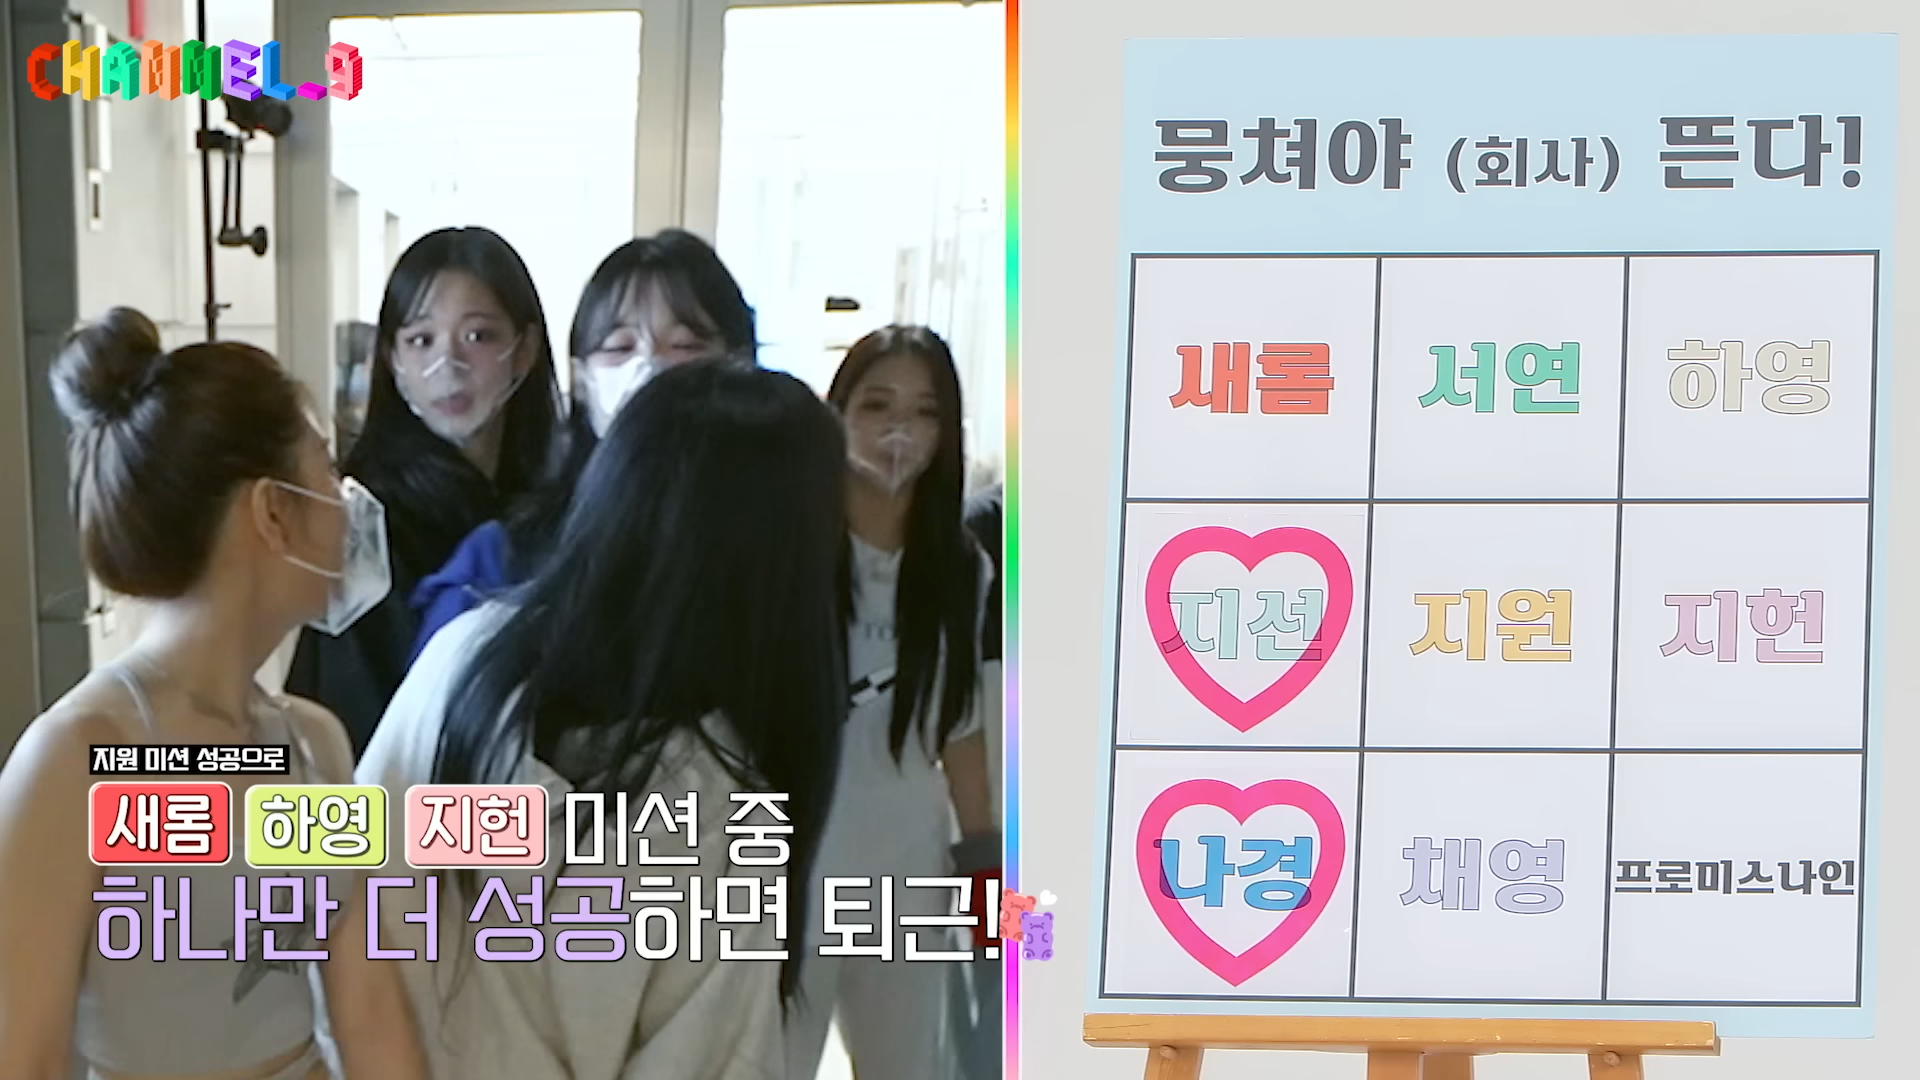 CHANNEL_9
지원 미션 성공으로
새롬 하영 지헌 미션 중
하나만 더 성공하면 퇴근!
뭉쳐야 (회사) 뜬다!
새롬 서연 하영
지선 지원 지헌
나경 채영 프로미스나인